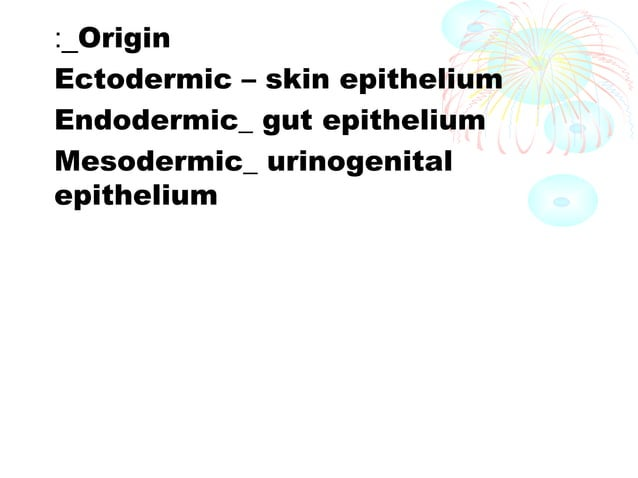 :_Origin
Ectodermic – skin epithelium
Endodermic_ gut epithelium
Mesodermic_ urinogenital
epithelium